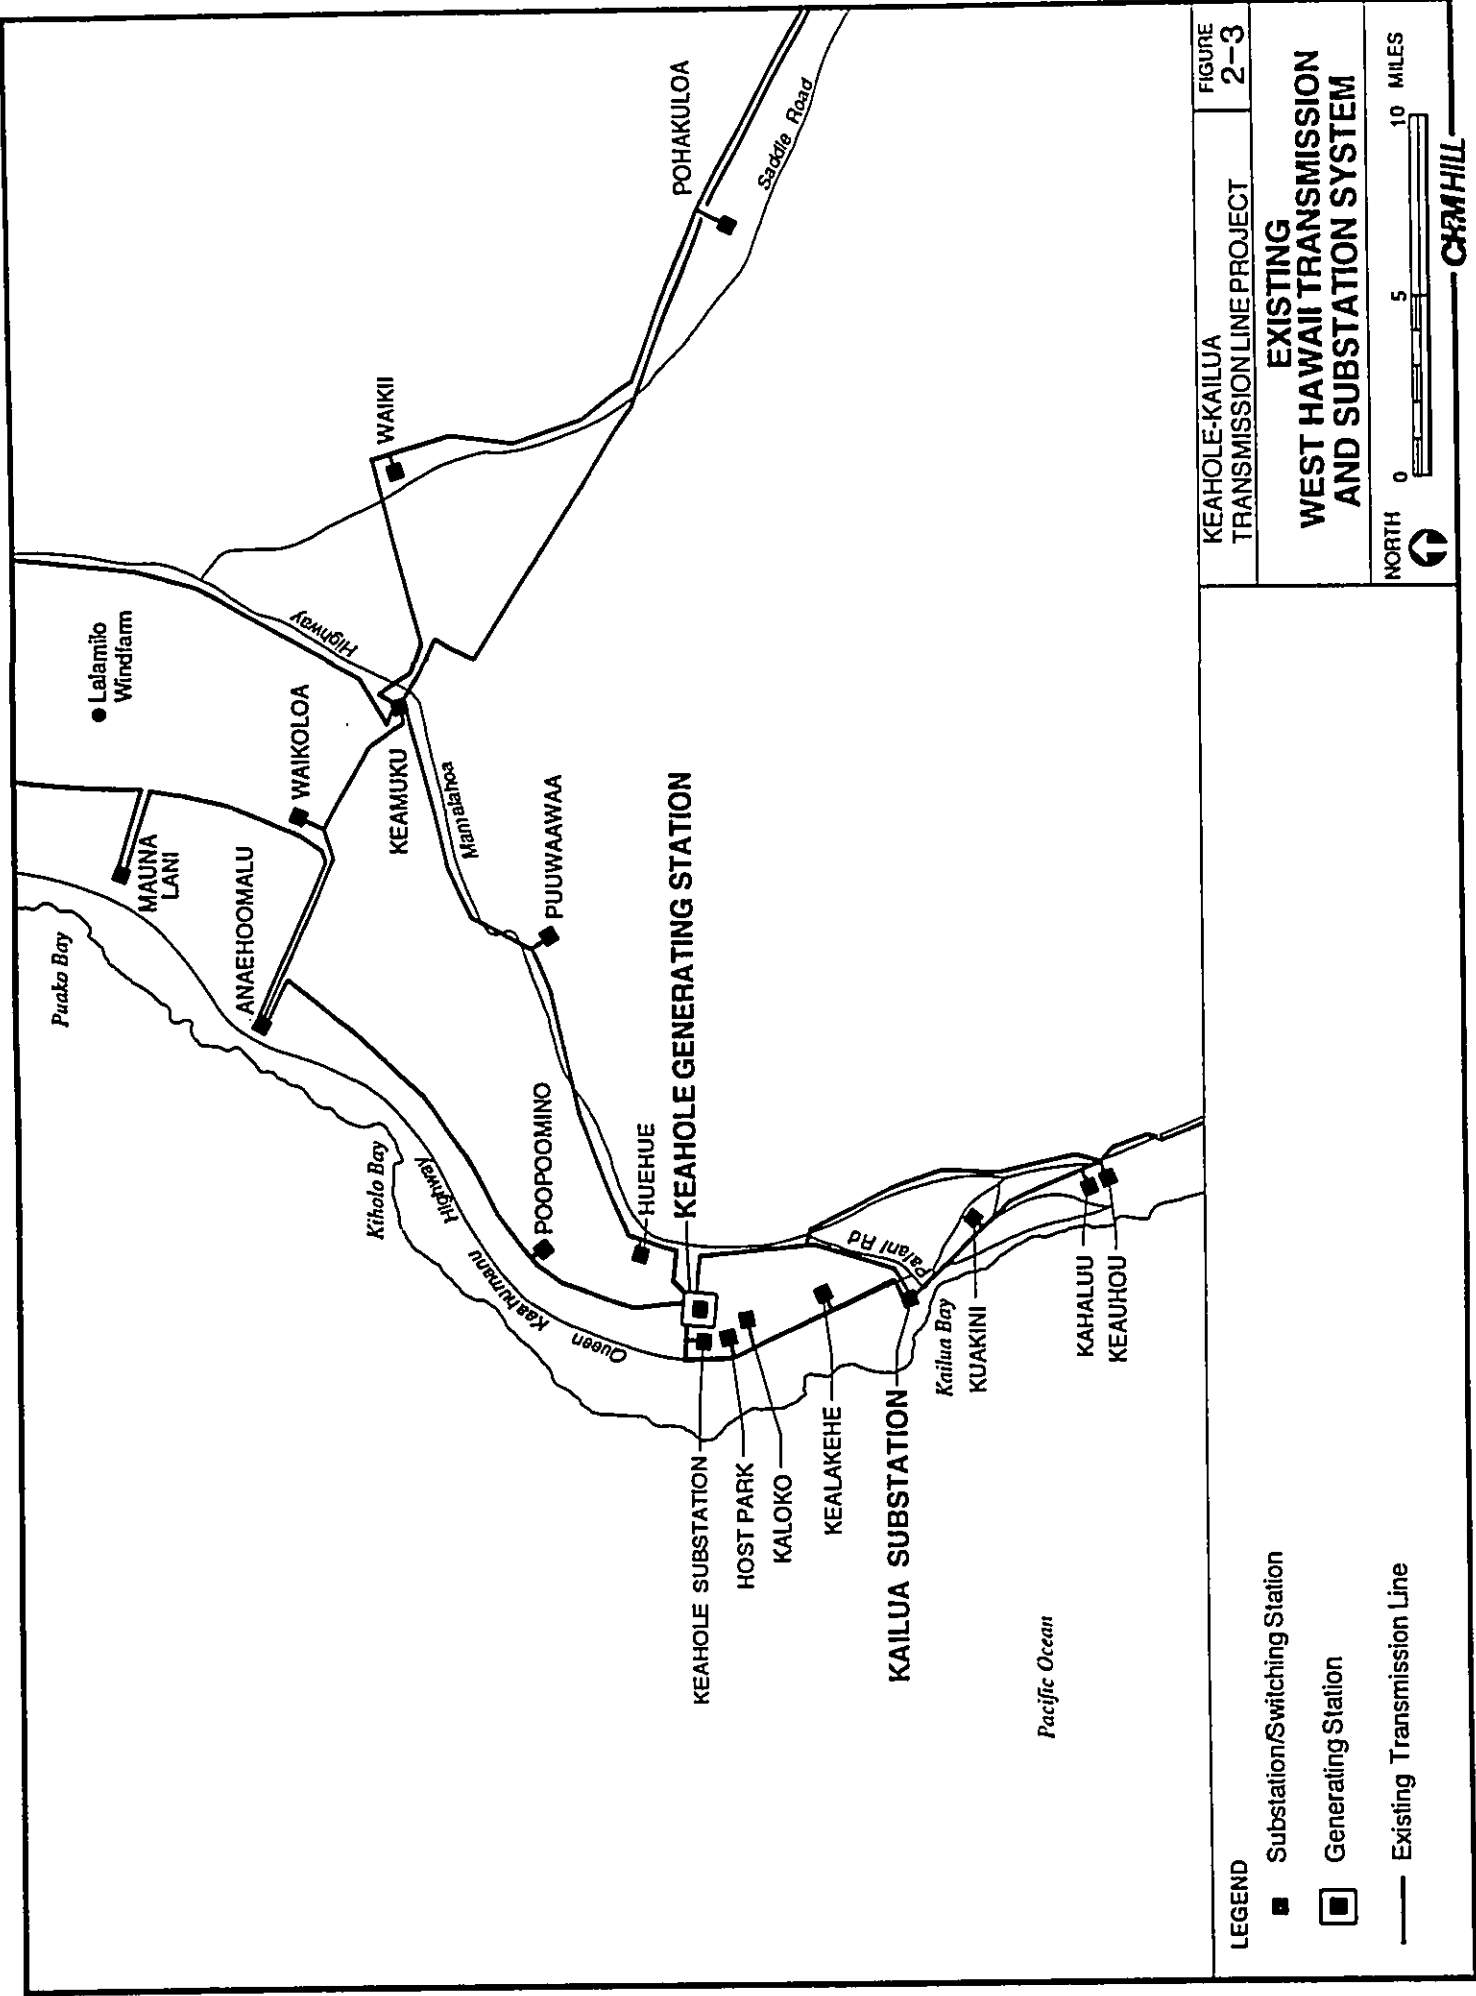 Puako Bay
Lalamilo
Windfarm
MAUNA
LANI
WAIKOLOA
ANAEHOOMALU
Highway
WAIKII
POHAKULOA
Saddle Road
KEAMUKU
Mamalahoa
PUUWAAWAA
Kiholo Bay
Highway
Kaahumanu
Queen
POOPOOMINO
HUEHUE
KEAHOLE GENERATING STATION
KEAHOLE SUBSTATION
HOST PARK
KALOKO
KEALAKEHE
KAILUA SUBSTATION
Palani Rd
Kailua Bay
KUAKINI
KAHALUU
KEAUHOU
Pacific Ocean
LEGEND
Substation/Switching Station
Generating Station
Existing Transmission Line
KEAHOLE-KAILUA
TRANSMISSION LINE PROJECT
FIGURE
2-3
EXISTING
WEST HAWAII TRANSMISSION
AND SUBSTATION SYSTEM
NORTH
0 5 10 MILES
CH2M HILL